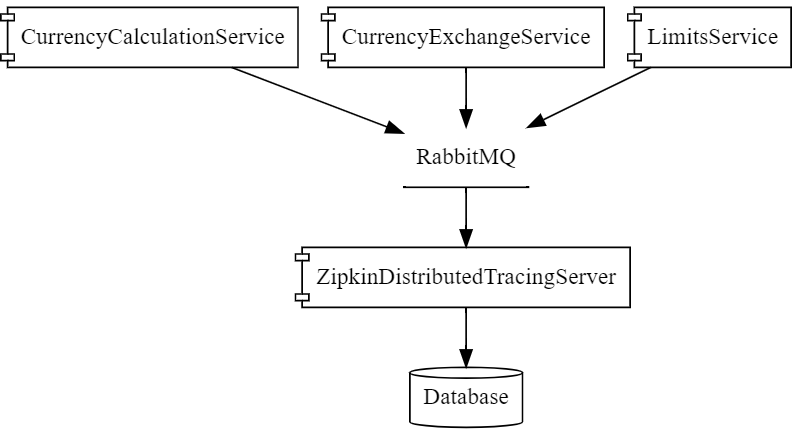 CurrencyCalculationService
CurrencyExchangeService
LimitsService
RabbitMQ
ZipkinDistributedTracingServer
Database